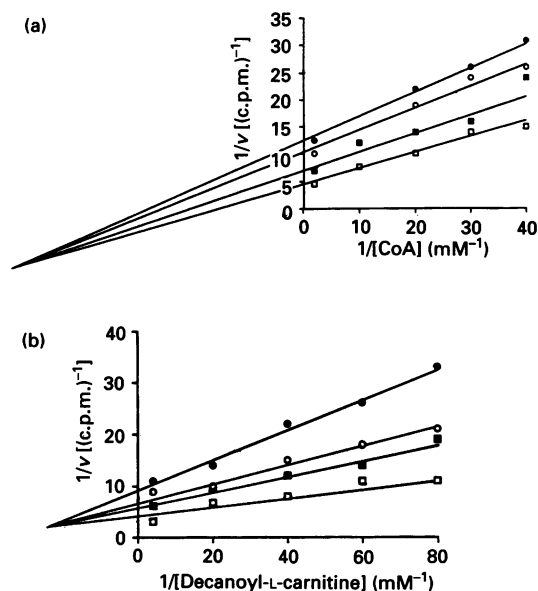 (a)
1/v [(c.p.m.)⁻¹]
35
30
25
20
15
10
5
0
0 10 20 30 40
1/[CoA] (mM⁻¹)
(b)
1/v [(c.p.m.)⁻¹]
40
30
20
10
0
0 20 40 60 80
1/[Decanoyl-L-carnitine] (mM⁻¹)